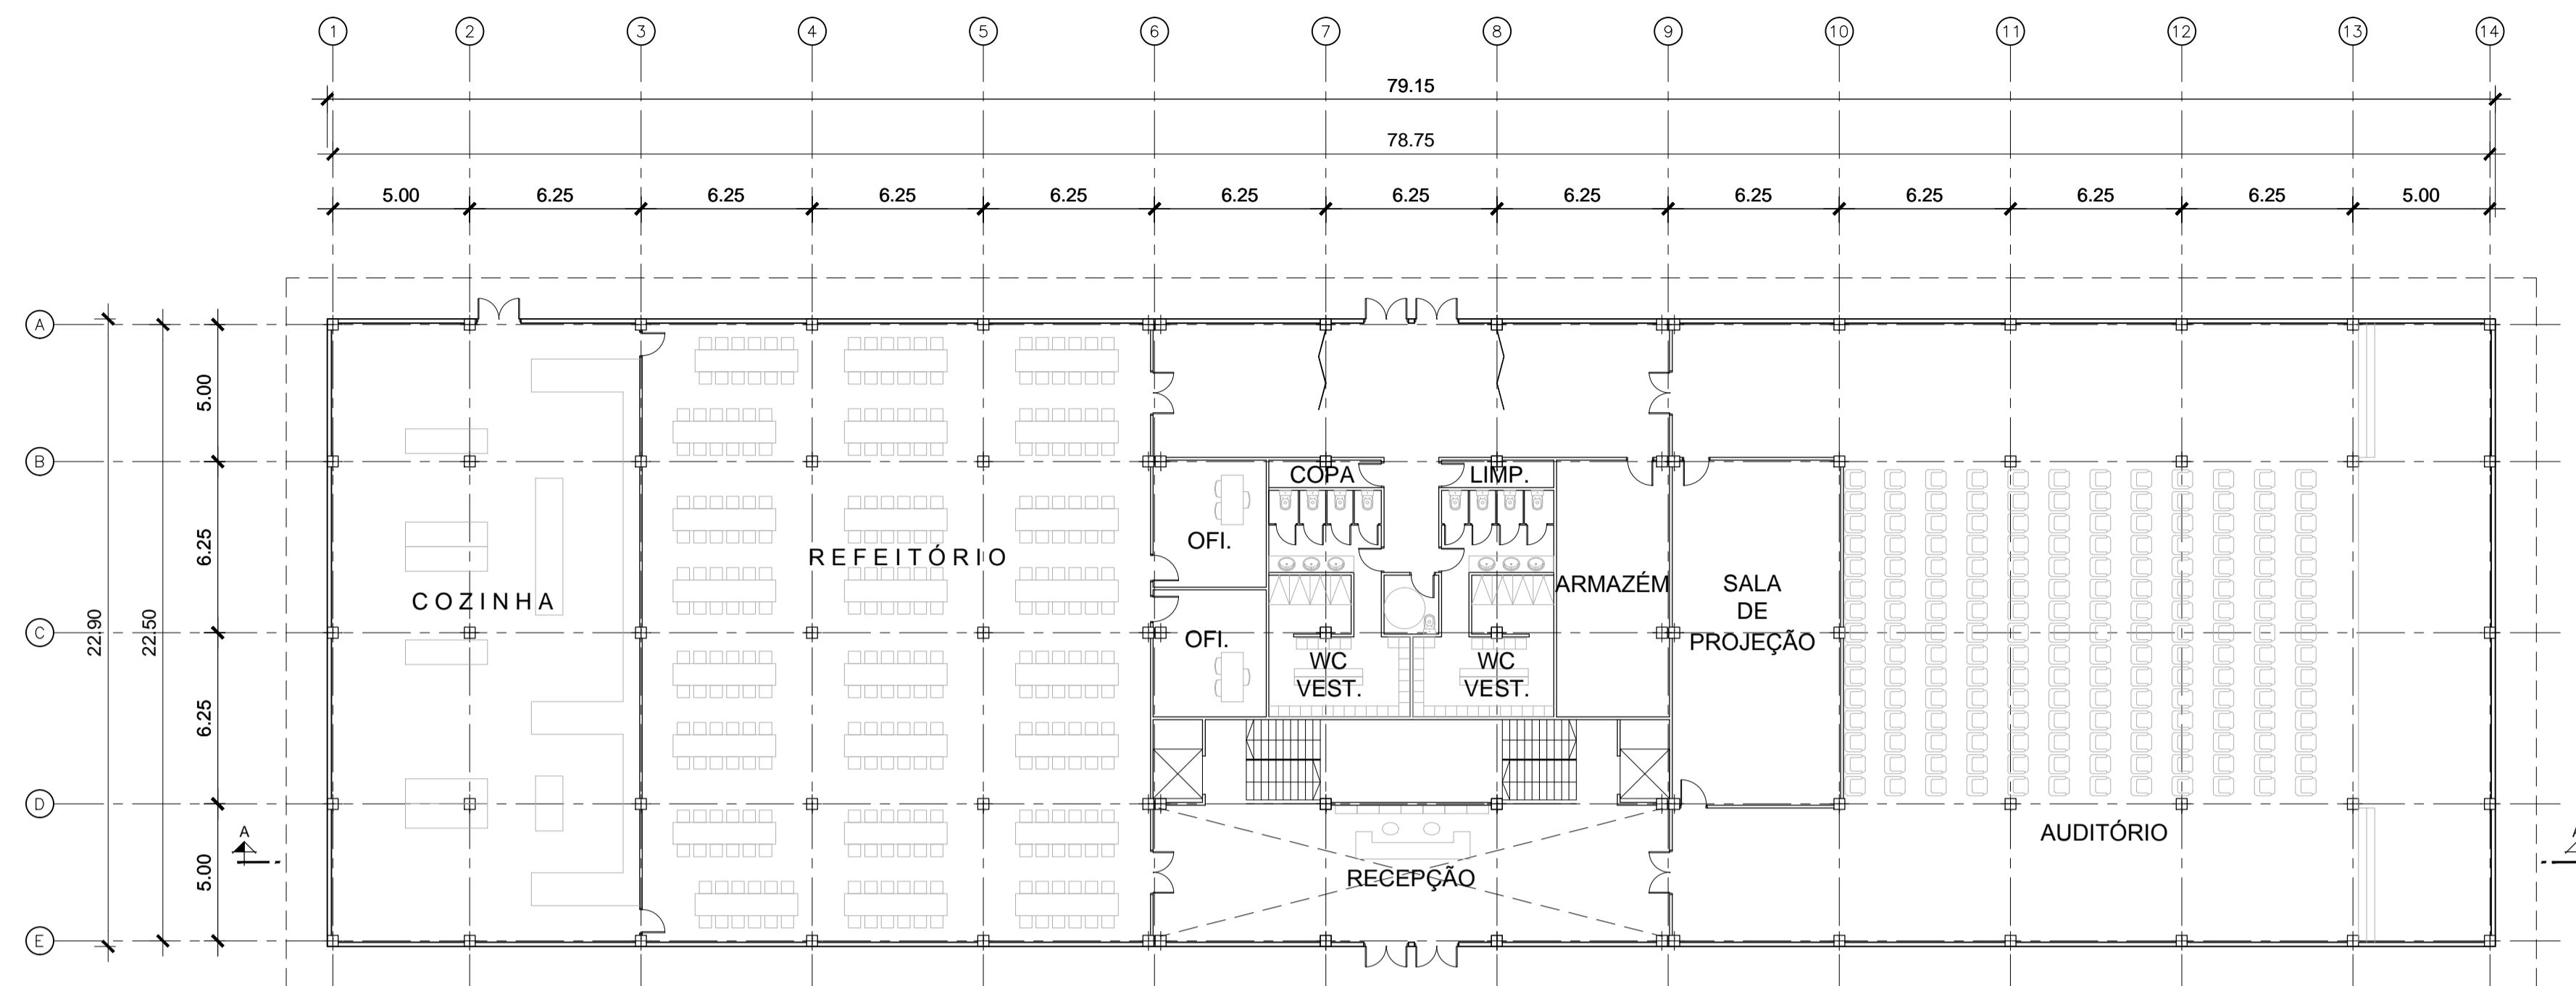 1 2 3 4 5 6 7 8 9 10 11 12 13 14
79.15
78.75
5.00 6.25 6.25 6.25 6.25 6.25 6.25 6.25 6.25 6.25 6.25 6.25 5.00
A
5.00
B
COPA LIMP.
6.25
OFI.
REFEITÓRIO
ARMAZÉM
SALA
DE
PROJEÇÃO
COZINHA
22.90
22.50
C
OFI.
WC
VEST.
WC
VEST.
6.25
D
A
AUDITÓRIO
5.00
RECEPÇÃO
E